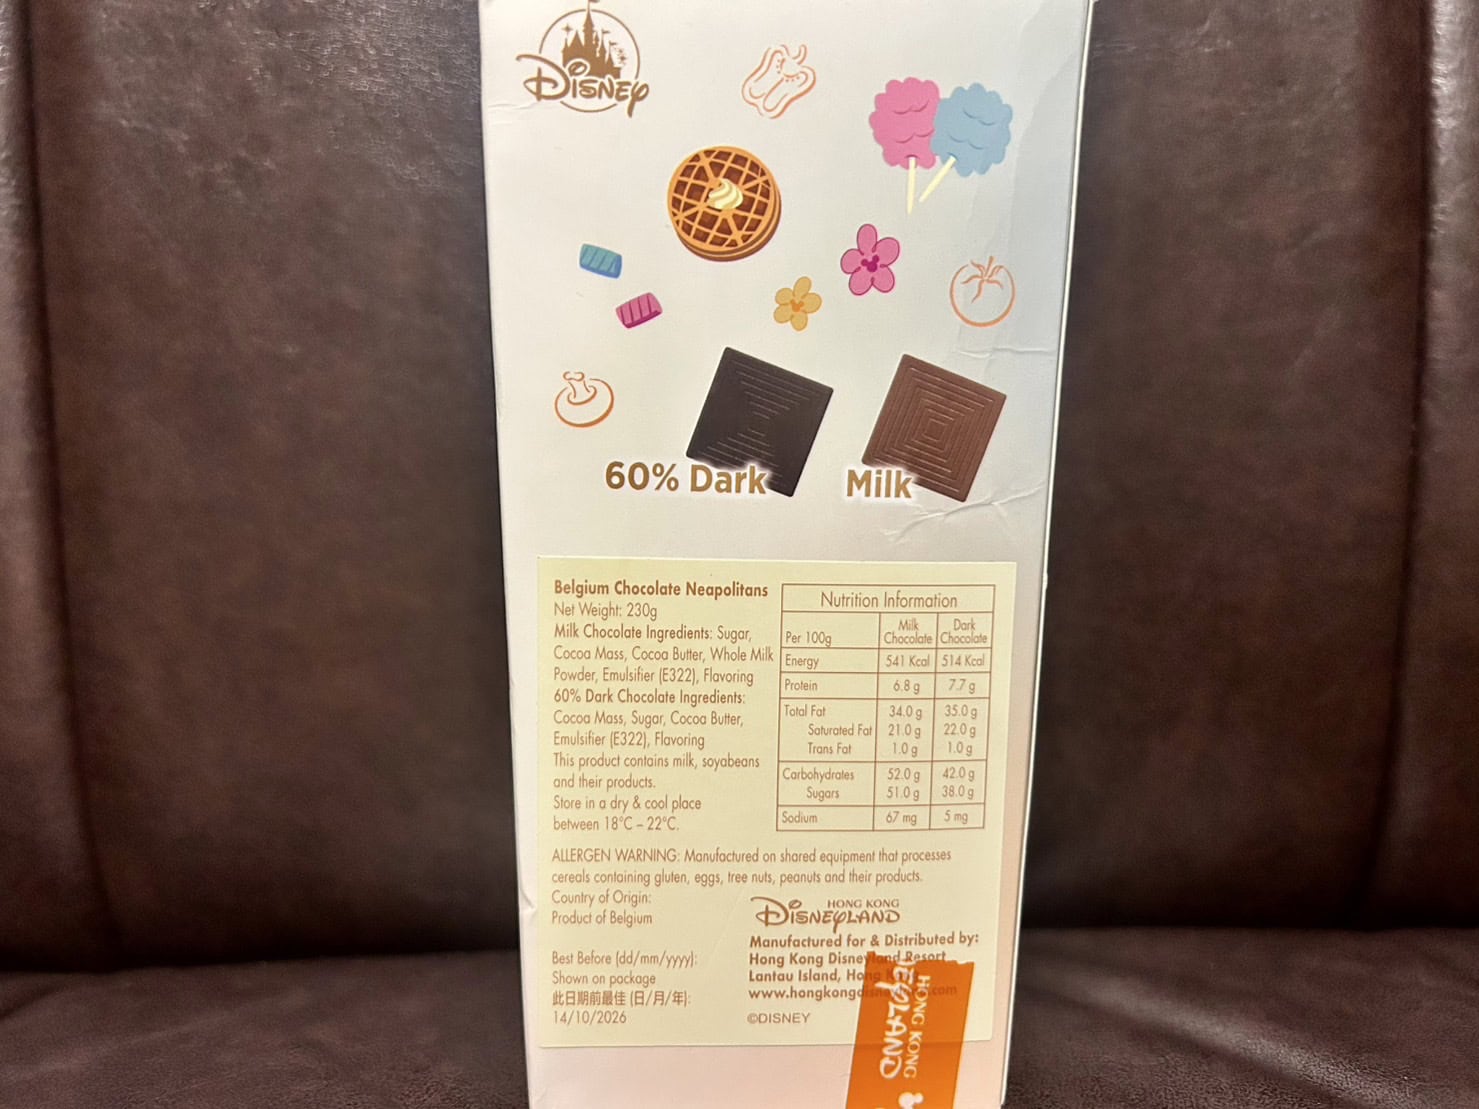 Disney
60% Dark
Milk
Belgium Chocolate Neapolitans
Net Weight: 230g
Milk Chocolate Ingredients: Sugar,
Cocoa Mass, Cocoa Butter, Whole Milk
Powder, Emulsifier (E322), Flavoring
60% Dark Chocolate Ingredients:
Cocoa Mass, Sugar, Cocoa Butter,
Emulsifier (E322), Flavoring
This product contains milk, soyabeans
and their products.
Store in a dry & cool place
between 18°C – 22°C.
Nutrition Information
Per 100g Milk Chocolate Dark Chocolate
Energy 541 Kcal 514 Kcal
Protein 6.8 g 7.7 g
Total Fat 34.0 g 35.0 g
Saturated Fat 21.0 g 22.0 g
Trans Fat 1.0 g 1.0 g
Carbohydrates 52.0 g 42.0 g
Sugars 51.0 g 38.0 g
Sodium 67 mg 5 mg
ALLERGEN WARNING: Manufactured on shared equipment that processes
cereals containing gluten, eggs, tree nuts, peanuts and their products.
Country of Origin:
Product of Belgium
Best Before (dd/mm/yyyy):
Shown on package
此日期前最佳 (日/月/年):
14/10/2026
HONG KONG
DISNEYLAND
Manufactured for & Distributed by:
Hong Kong Disneyland Resort
Lantau Island, Hong
www.hongkongdisneyland.com
©DISNEY
HONG KONG